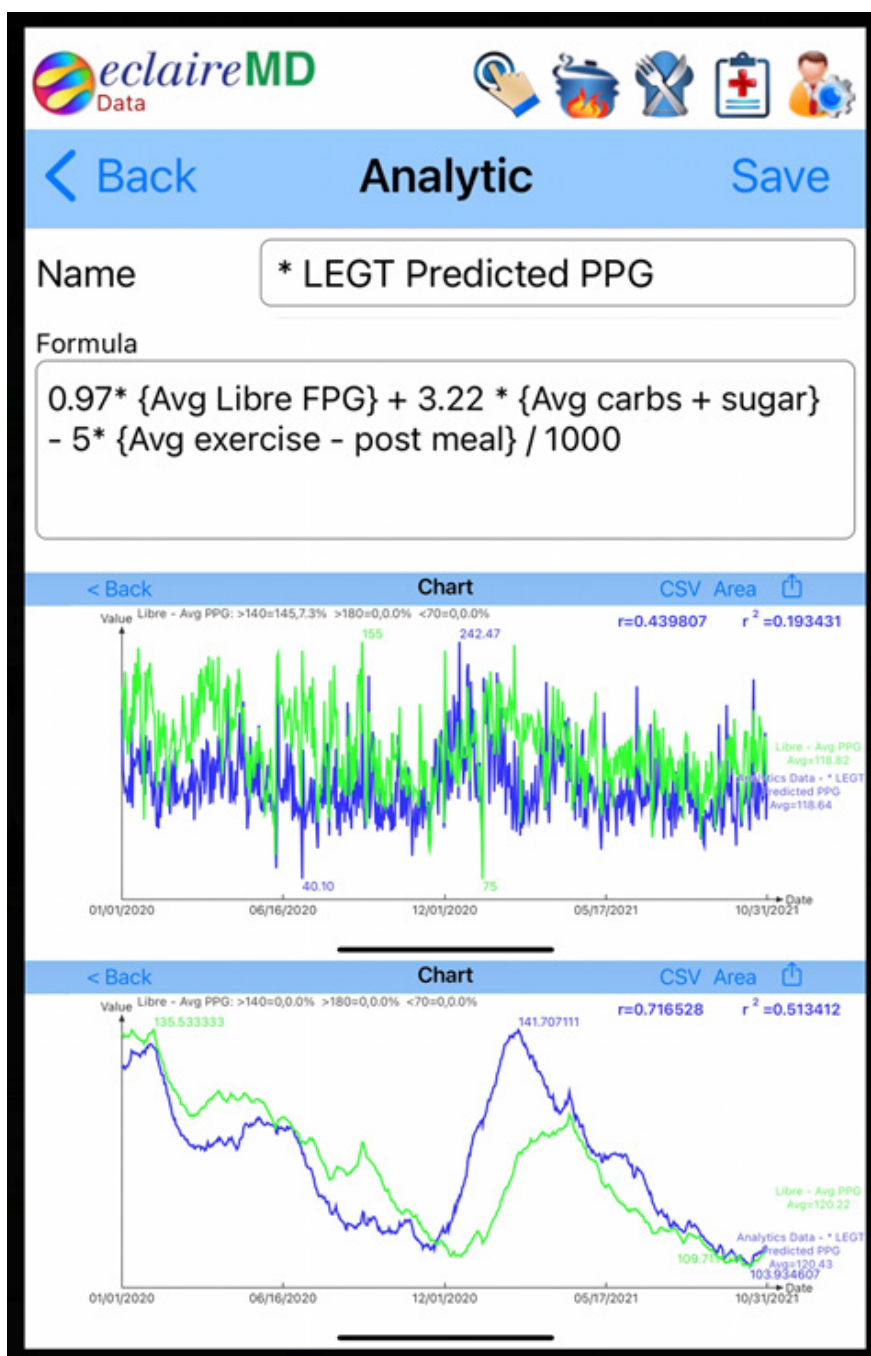 eclaireMD
Data
Back Analytic Save
Name * LEGT Predicted PPG
Formula
0.97* {Avg Libre FPG} + 3.22 * {Avg carbs + sugar}
- 5* {Avg exercise - post meal} / 1000
< Back Chart CSV Area
Value Libre - Avg PPG: >140=145,7.3% >180=0,0.0% <70=0,0.0% r=0.439807 r²=0.193431
155 242.47
Libre - Avg PPG
Avg=118.82
Analytics Data - * LEGT
Predicted PPG
Avg=118.64
40.10 75
Date
01/01/2020 06/16/2020 12/01/2020 05/17/2021 10/31/2021
< Back Chart CSV Area
Value Libre - Avg PPG: >140=0,0.0% >180=0,0.0% <70=0,0.0% r=0.716528 r²=0.513412
135.533333 141.707111
Libre - Avg PPG
Avg=120.22
Analytics Data - * LEGT
Predicted PPG
109.71
Avg=120.43
103.934607
Date
01/01/2020 06/16/2020 12/01/2020 05/17/2021 10/31/2021